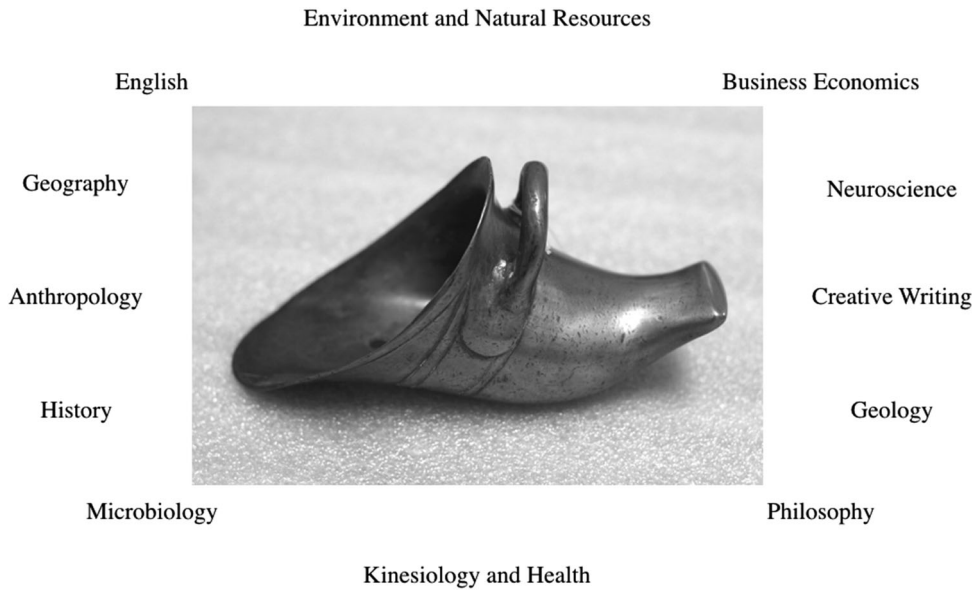 Environment and Natural Resources
English
Business Economics
Geography
Neuroscience
Anthropology
Creative Writing
History
Geology
Microbiology
Philosophy
Kinesiology and Health